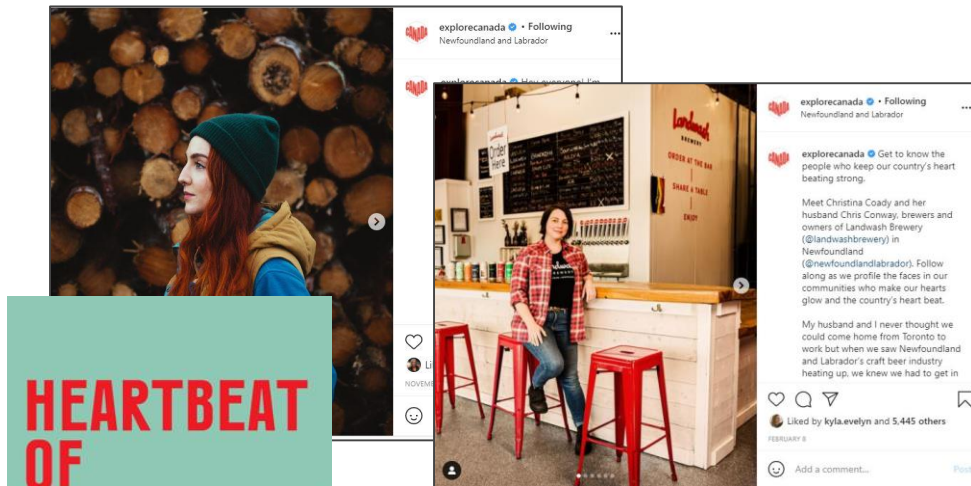 explorecanada • Following
Newfoundland and Labrador
explorecanada Hey everyone! I'm
NOVEMB
HEARTBEAT
OF
Landwash
BREWERY
ORDER AT THE BAR
SHARE A TABLE
ENJOY
Order
Here
explorecanada • Following
Newfoundland and Labrador
explorecanada Get to know the
people who keep our country's heart
beating strong.
Meet Christina Coady and her
husband Chris Conway, brewers and
owners of Landwash Brewery
(@landwashbrewery) in
Newfoundland
(@newfoundlandlabrador). Follow
along as we profile the faces in our
communities who make our hearts
glow and the country's heart beat.
My husband and I never thought we
could come home from Toronto to
work but when we saw Newfoundland
and Labrador's craft beer industry
heating up, we knew we had to get in
Liked by kyla.evelyn and 5,445 others
FEBRUARY 8
Add a comment...
Post